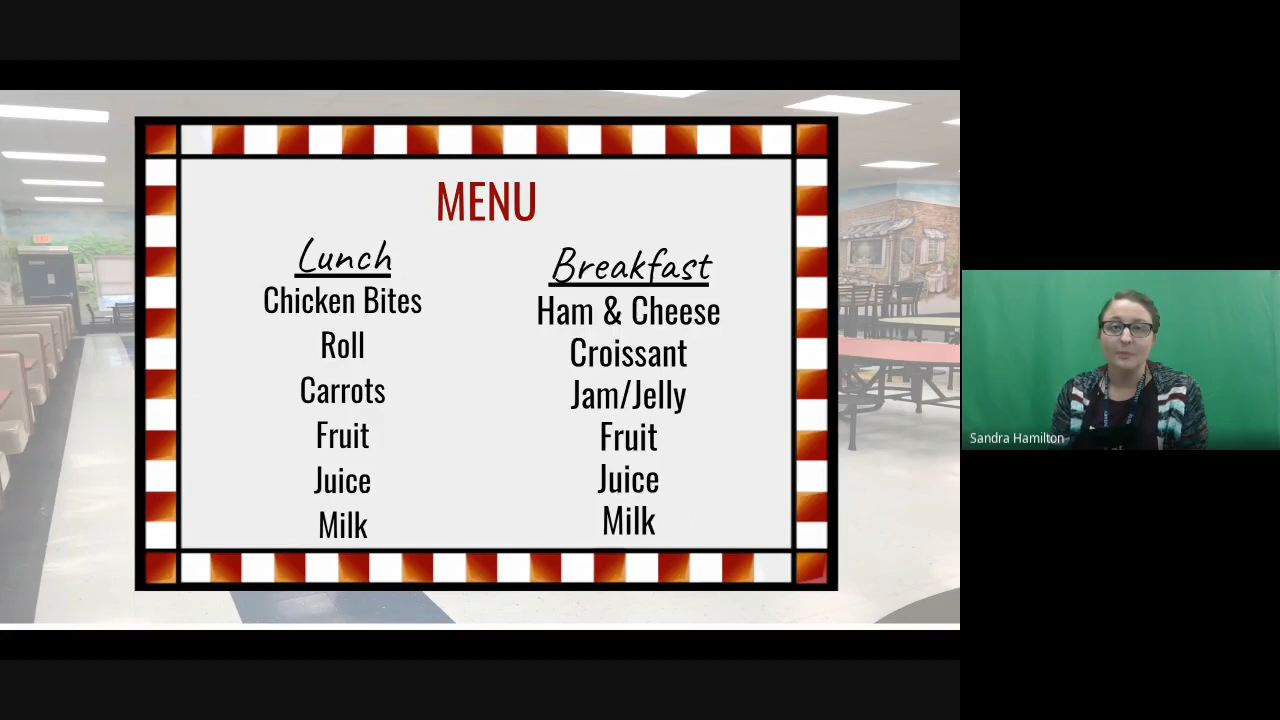 MENU
Lunch
Chicken Bites
Roll
Carrots
Fruit
Juice
Milk
Breakfast
Ham & Cheese
Croissant
Jam/Jelly
Fruit
Juice
Milk
Sandra Hamilton